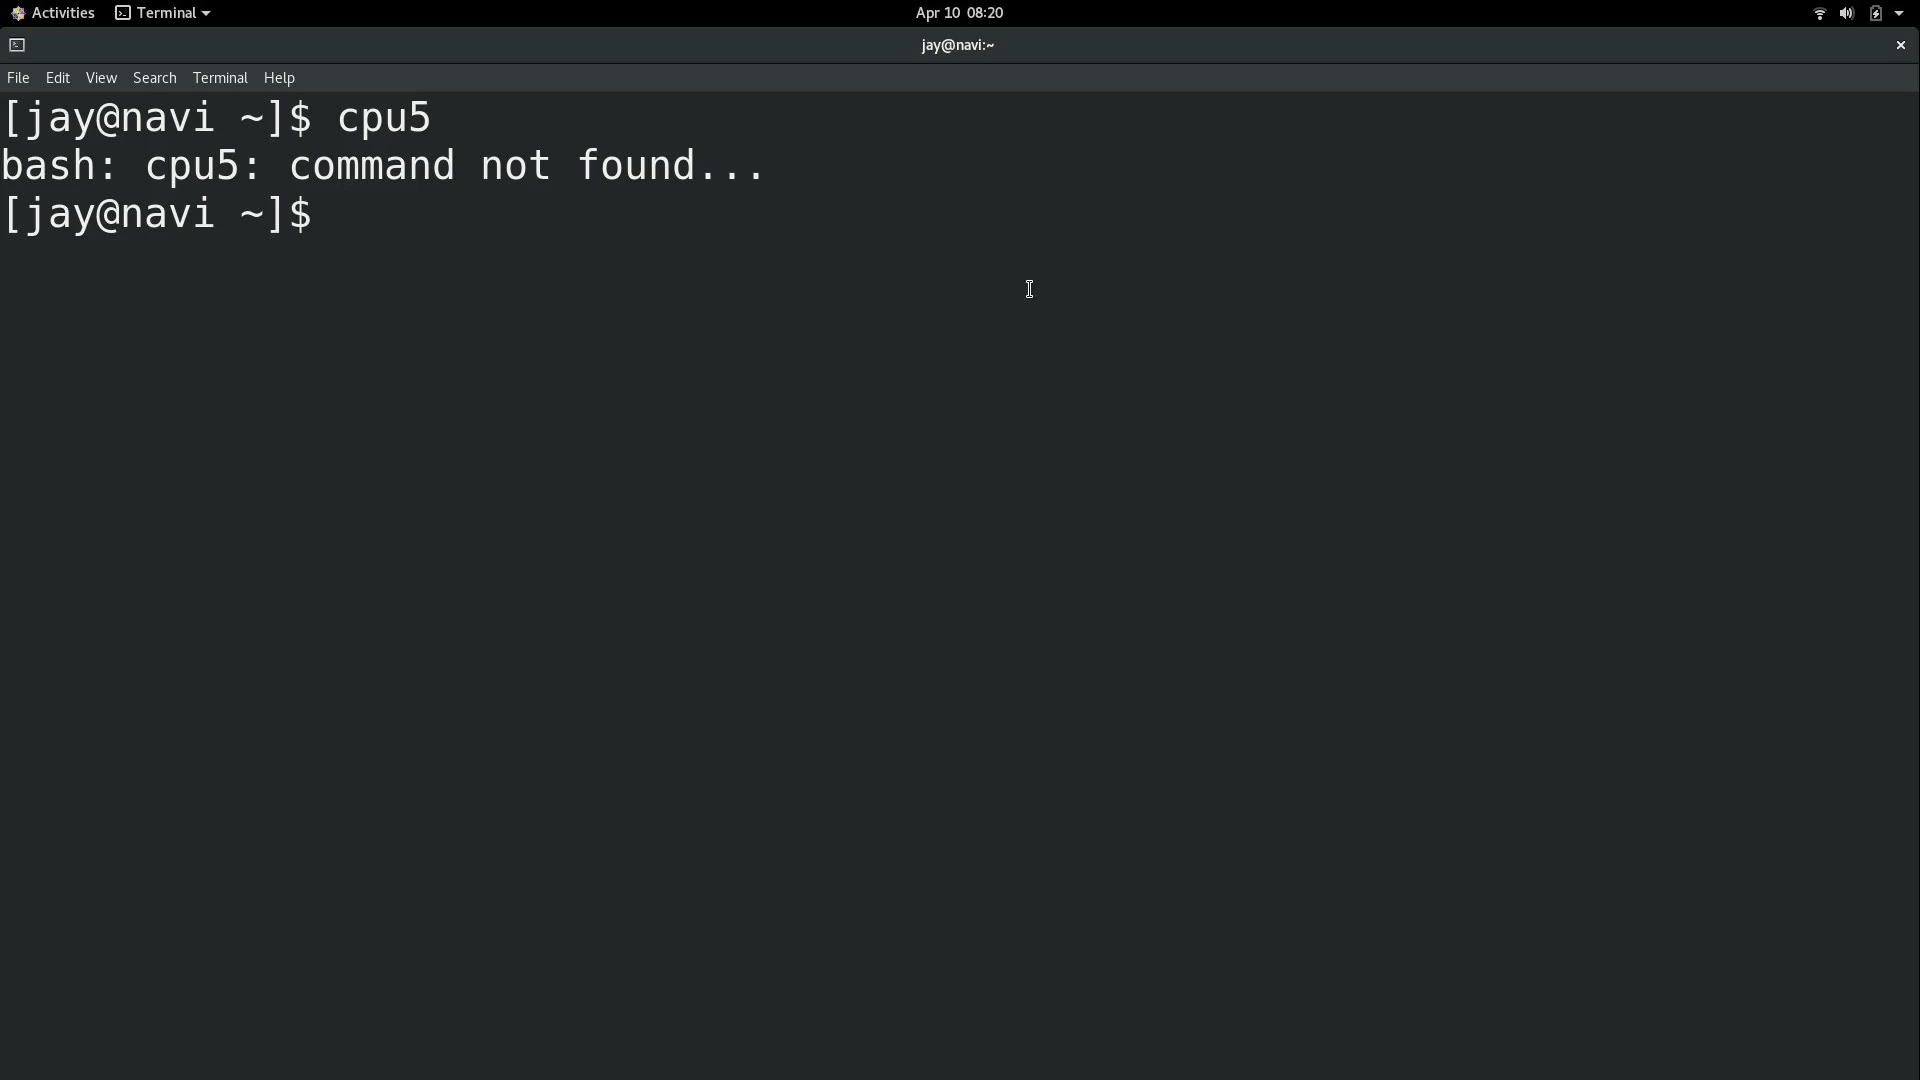 Activities Terminal Apr 10 08:20
jay@navi:~
File Edit View Search Terminal Help
[jay@navi ~]$ cpu5
bash: cpu5: command not found...
[jay@navi ~]$